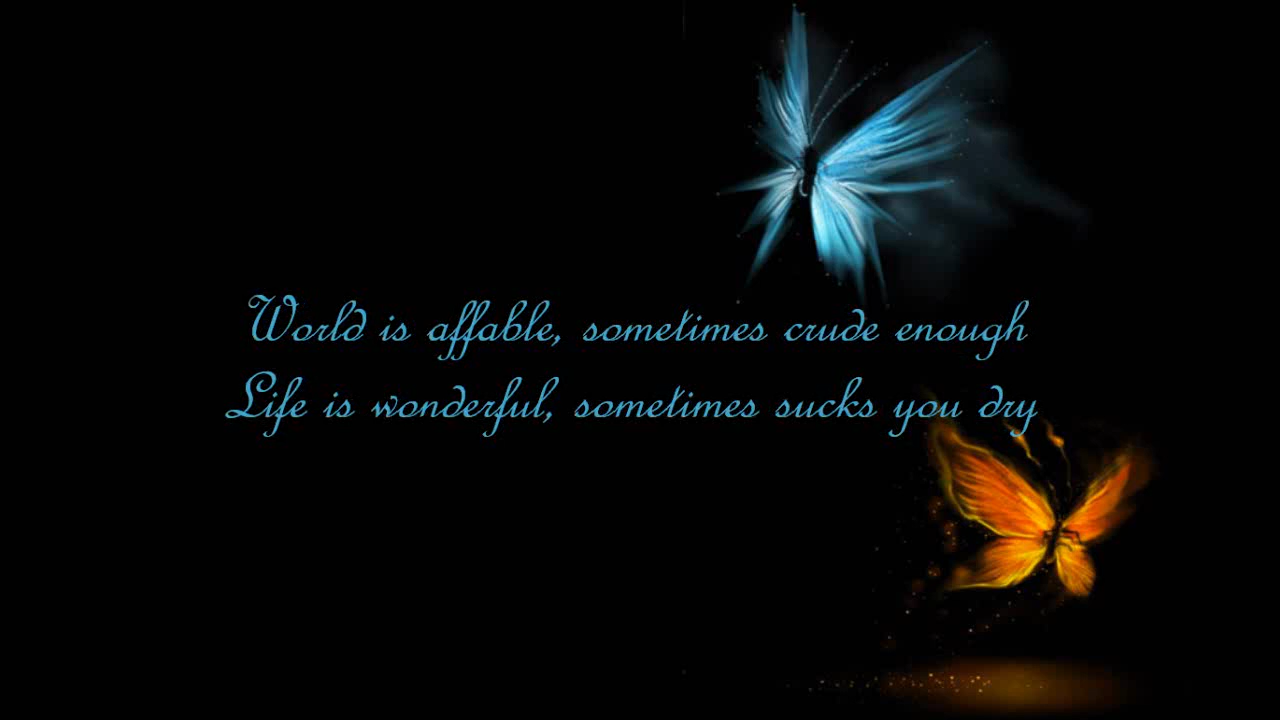 World is affable, sometimes crude enough
Life is wonderful, sometimes sucks you dry